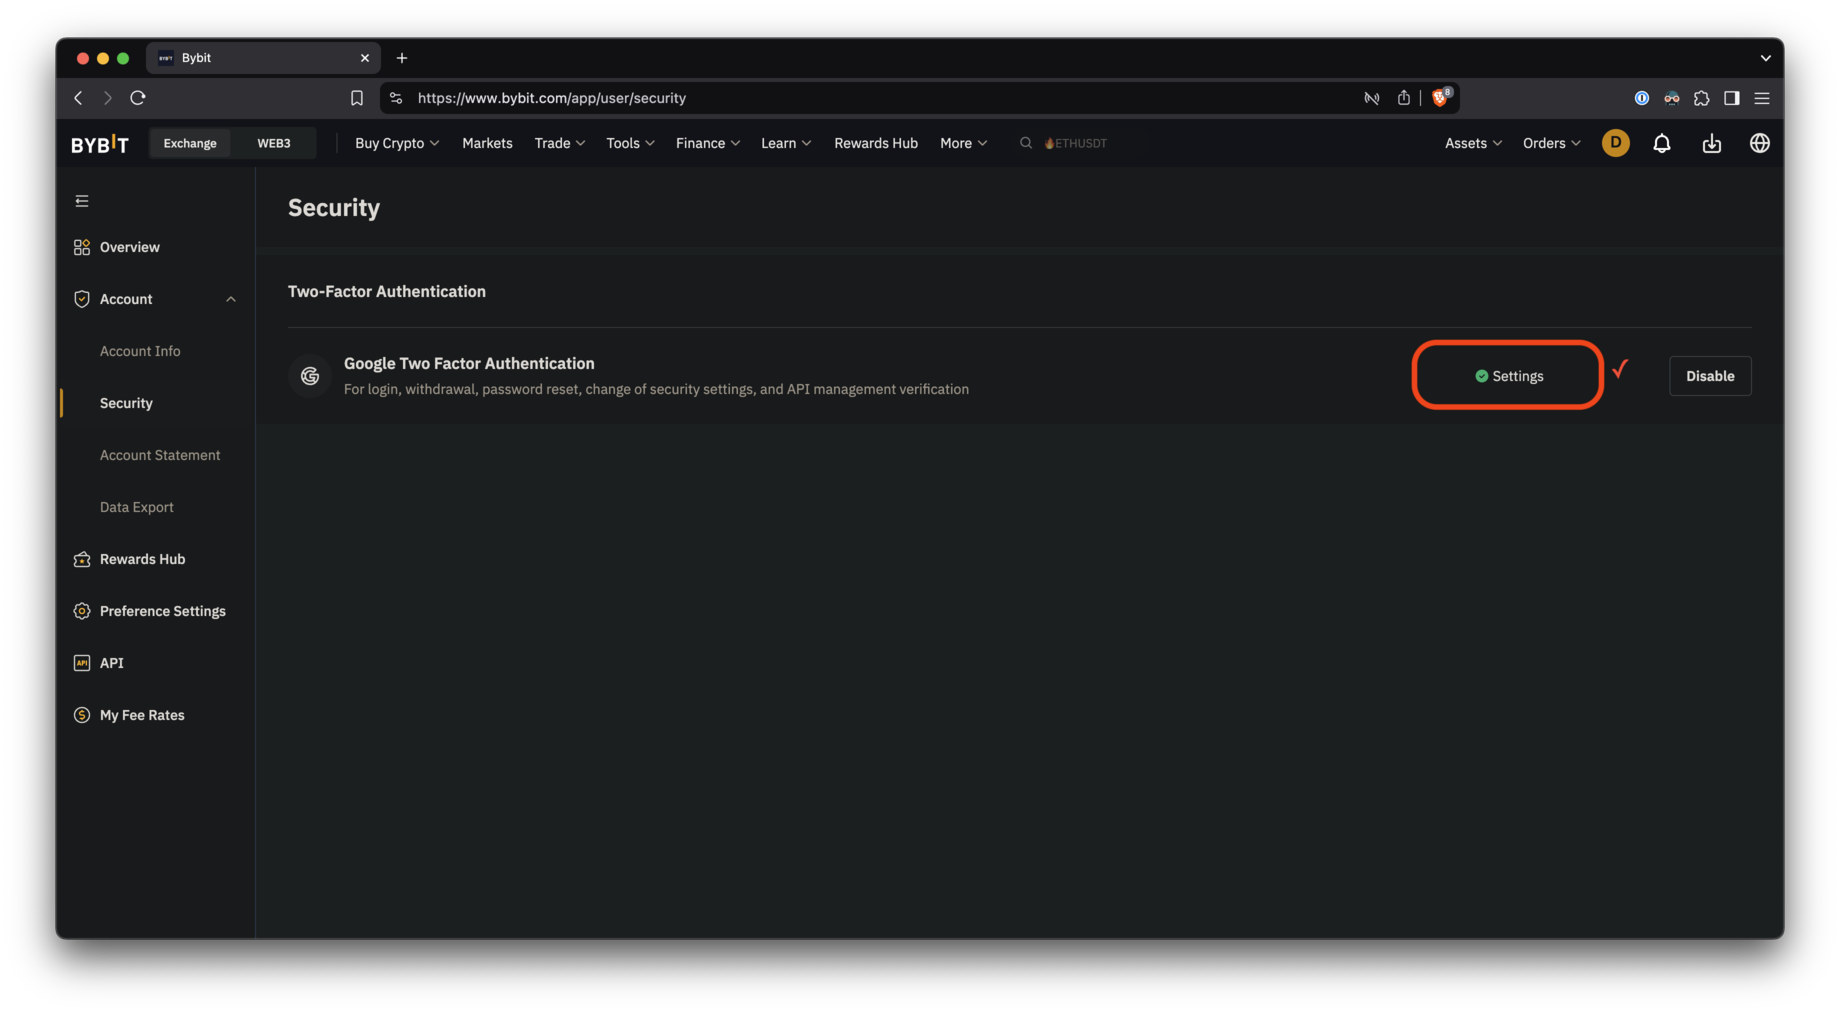 Bybit
https://www.bybit.com/app/user/security
8
BYBIT Exchange WEB3 Buy Crypto Markets Trade Tools Finance Learn Rewards Hub More ETHUSDT Assets Orders D
Security
Overview
Account
Account Info
Security
Account Statement
Data Export
Rewards Hub
Preference Settings
API API
My Fee Rates
Two-Factor Authentication
Google Two Factor Authentication
For login, withdrawal, password reset, change of security settings, and API management verification
Settings
Disable